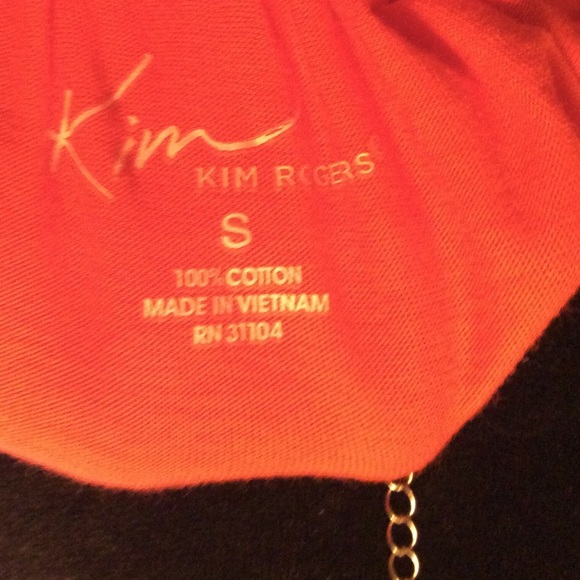 Kim
KIM ROGERS®
S
100% COTTON
MADE IN VIETNAM
RN 31104